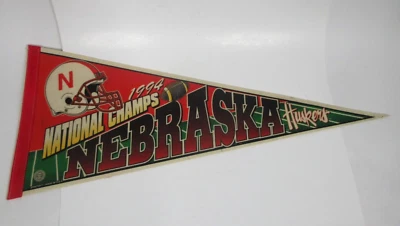 N
1994
NATIONAL CHAMPS
NEBRASKA
Huskers